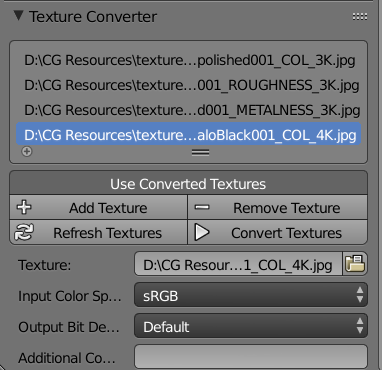 Texture Converter
D:\CG Resources\texture...polished001_COL_3K.jpg
D:\CG Resources\texture...001_ROUGHNESS_3K.jpg
D:\CG Resources\texture...d001_METALNESS_3K.jpg
D:\CG Resources\texture...aloBlack001_COL_4K.jpg
Use Converted Textures
Add Texture Remove Texture
Refresh Textures Convert Textures
Texture: D:\CG Resour...1_COL_4K.jpg
Input Color Sp... sRGB
Output Bit De... Default
Additional Co...